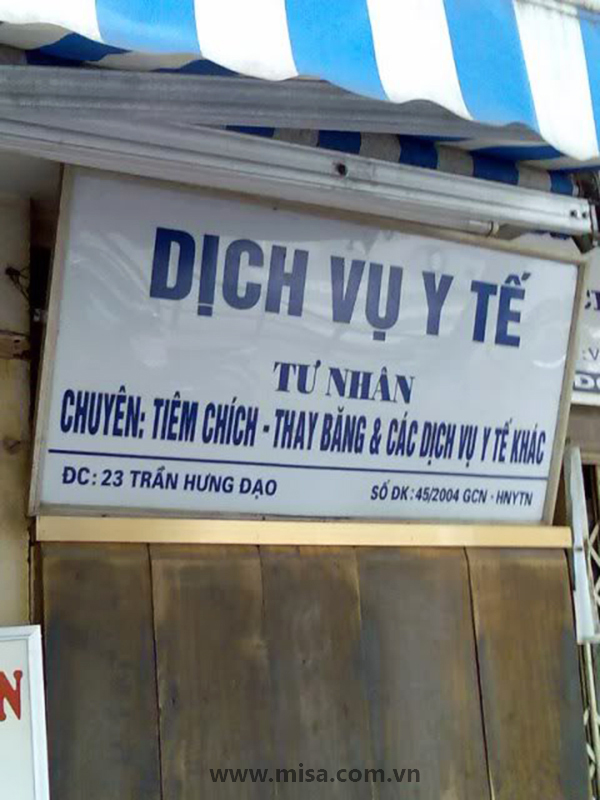 DỊCH VỤ Y TẾ
TƯ NHÂN
CHUYÊN: TIÊM CHÍCH - THAY BĂNG & CÁC DỊCH VỤ Y TẾ KHÁC
ĐC: 23 TRẦN HƯNG ĐẠO
SỐ DK: 45/2004 GCN - HNYTN
www.misa.com.vn